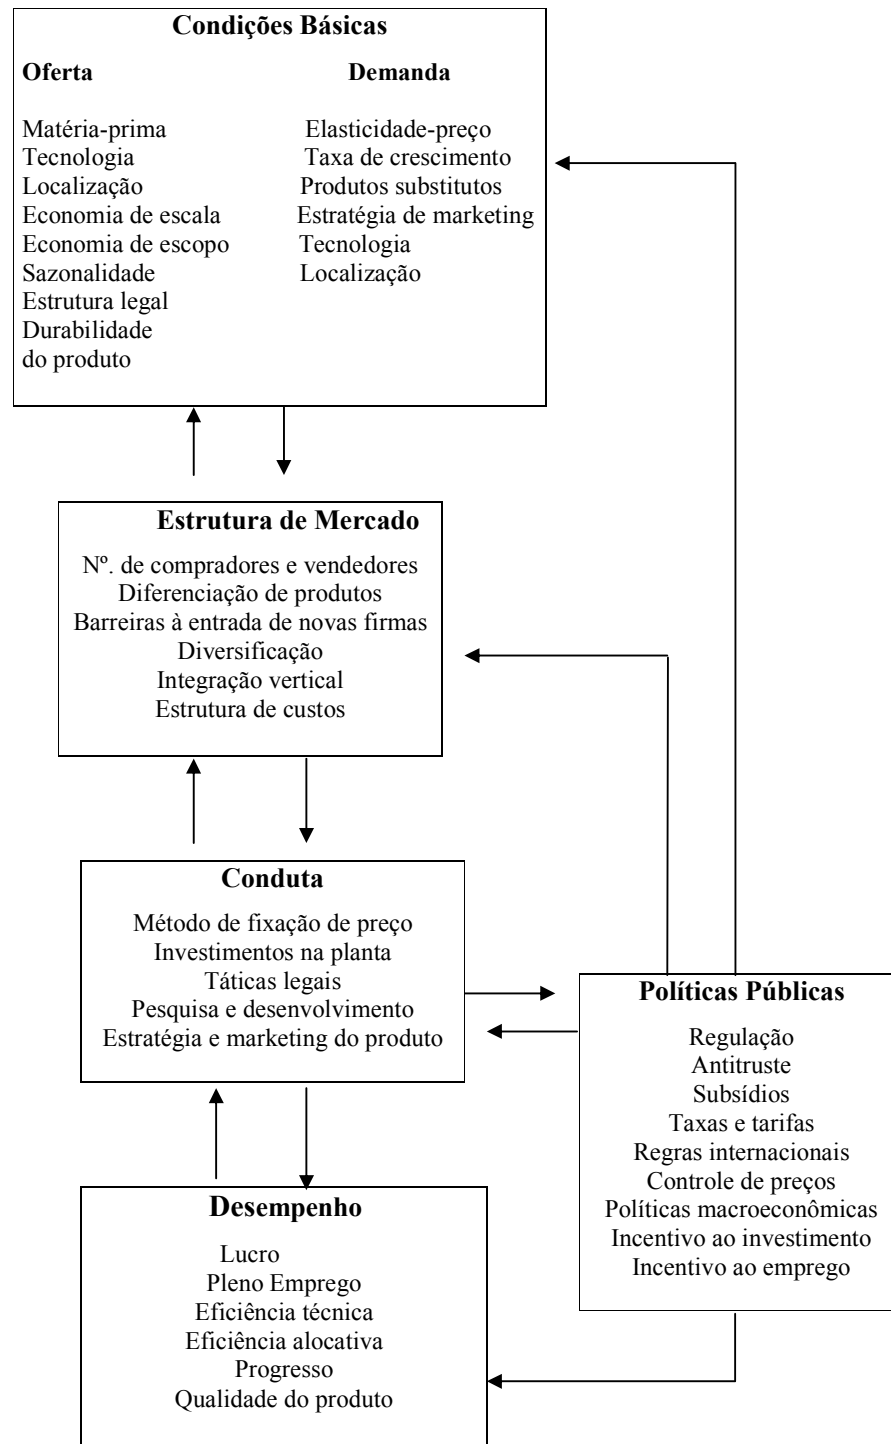 Condições Básicas
Oferta Demanda
Matéria-prima Elasticidade-preço
Tecnologia Taxa de crescimento
Localização Produtos substitutos
Economia de escala Estratégia de marketing
Economia de escopo Tecnologia
Sazonalidade Localização
Estrutura legal
Durabilidade
do produto
Estrutura de Mercado
Nº. de compradores e vendedores
Diferenciação de produtos
Barreiras à entrada de novas firmas
Diversificação
Integração vertical
Estrutura de custos
Conduta
Método de fixação de preço
Investimentos na planta
Táticas legais
Pesquisa e desenvolvimento
Estratégia e marketing do produto
Políticas Públicas
Regulação
Antitruste
Subsídios
Taxas e tarifas
Regras internacionais
Controle de preços
Políticas macroeconômicas
Incentivo ao investimento
Incentivo ao emprego
Desempenho
Lucro
Pleno Emprego
Eficiência técnica
Eficiência alocativa
Progresso
Qualidade do produto